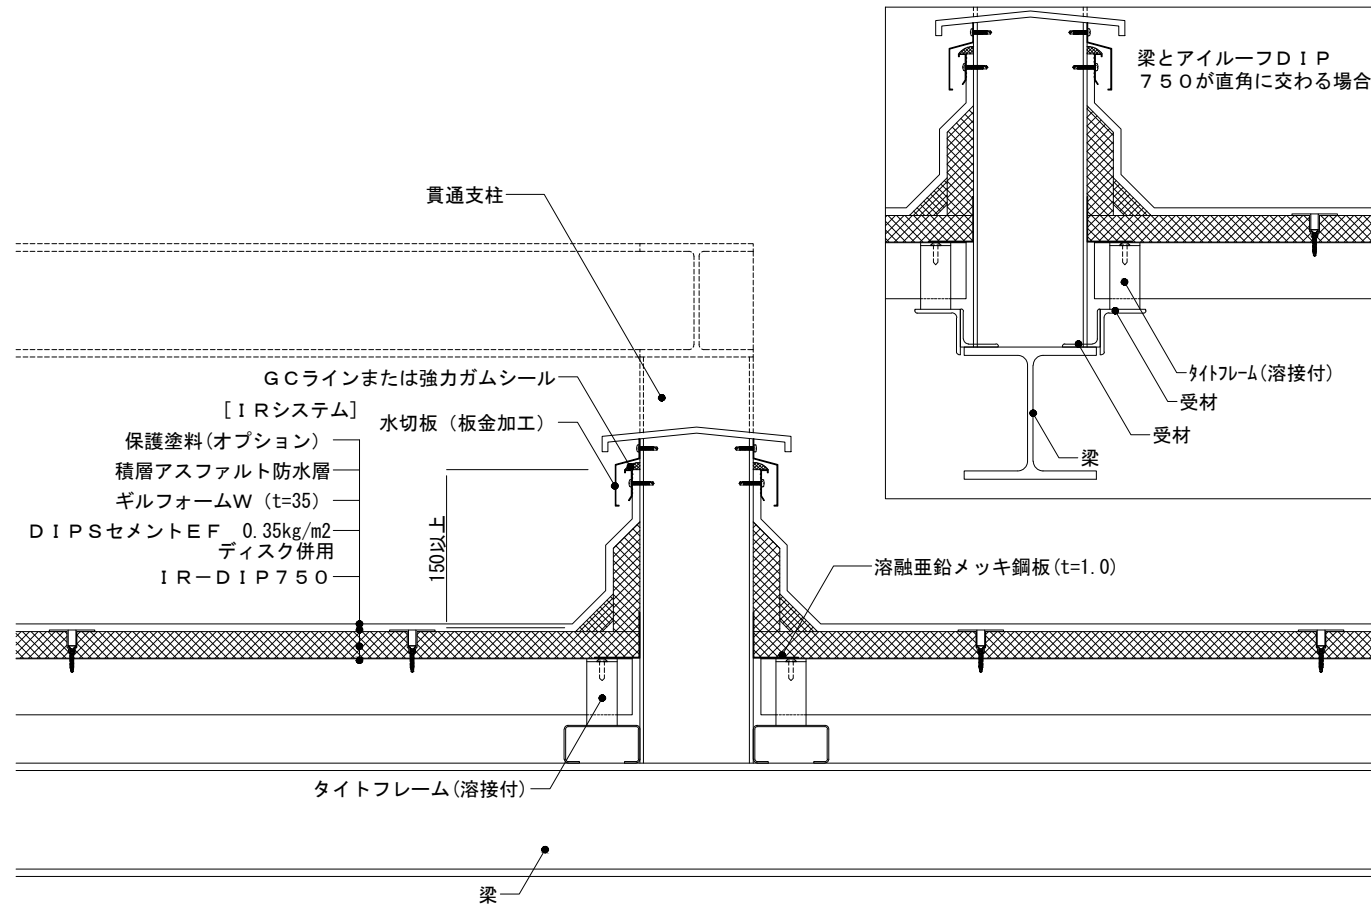 梁とアイルーフＤＩＰ
７５０が直角に交わる場合
貫通支柱
ﾀｲﾄﾌﾚｰﾑ(溶接付)
受材
受材
梁
ＧＣラインまたは強力ガムシール
［ＩＲシステム］
水切板（板金加工）
保護塗料(オプション)
積層アスファルト防水層
ギルフォームＷ (t=35)
ＤＩＰＳセメントＥＦ 0.35kg/m2
ディスク併用
ＩＲ－ＤＩＰ７５０
150以上
溶融亜鉛メッキ鋼板(t=1.0)
タイトフレーム(溶接付)
梁